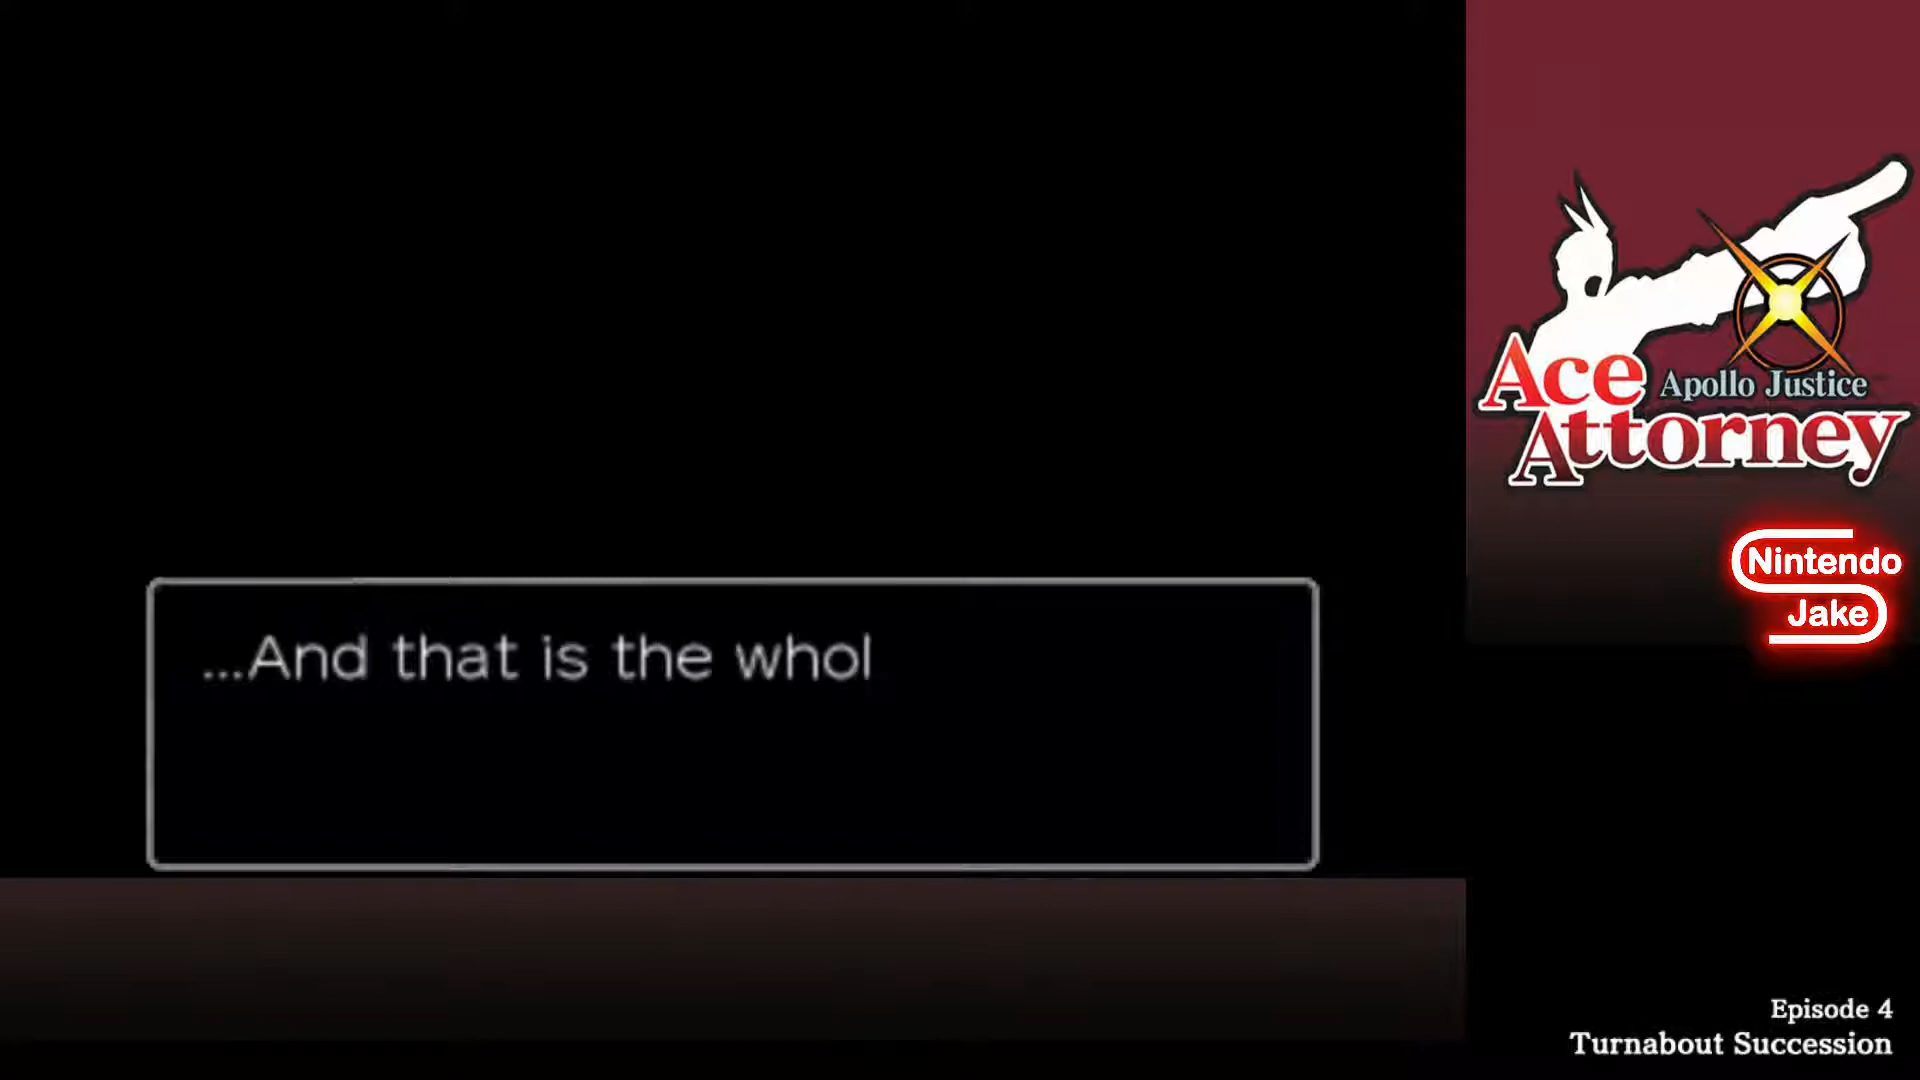 ...And that is the whol
Ace
Apollo Justice
Attorney
Nintendo
Jake
Episode 4
Turnabout Succession